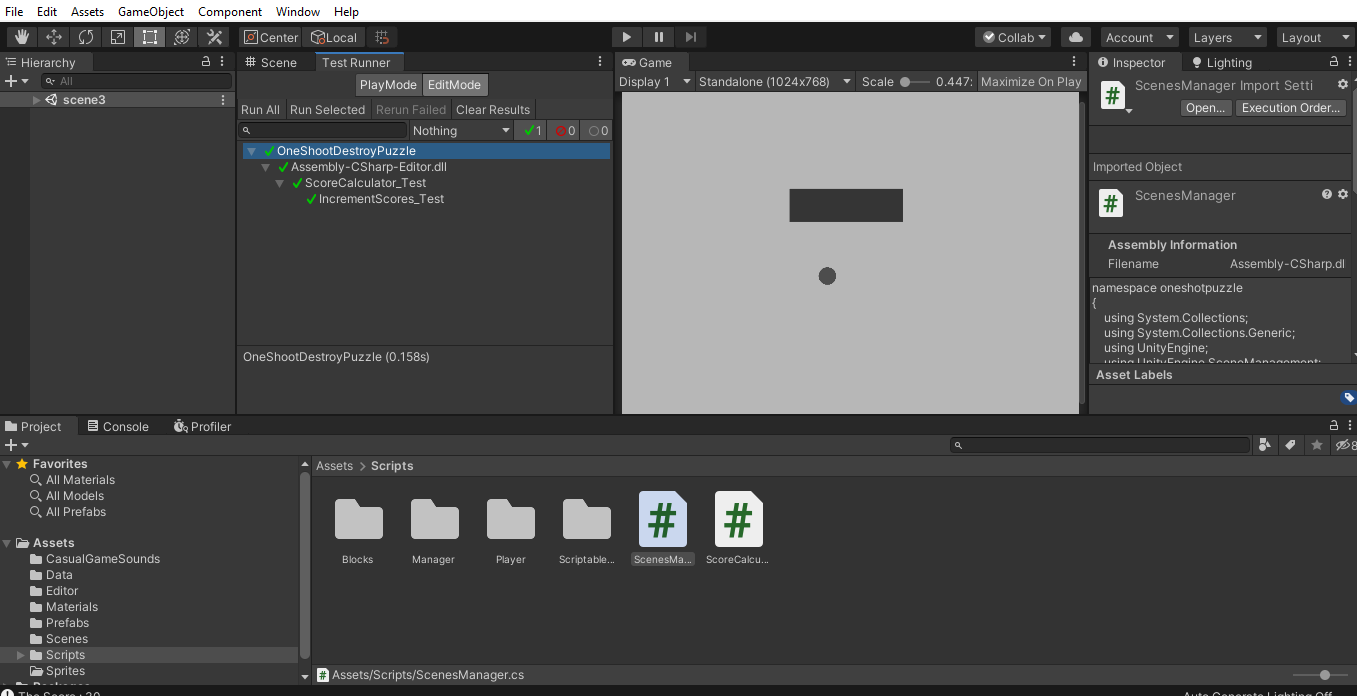 File Edit Assets GameObject Component Window Help
Center Local Collab Account Layers Layout
Hierarchy
All
scene3
Scene Test Runner
PlayMode EditMode
Run All Run Selected Rerun Failed Clear Results
Nothing 1 0 0
OneShootDestroyPuzzle
Assembly-CSharp-Editor.dll
ScoreCalculator_Test
IncrementScores_Test
OneShootDestroyPuzzle (0.158s)
Game
Display 1 Standalone (1024x768) Scale 0.447: Maximize On Play
Inspector Lighting
ScenesManager Import Setti
Open... Execution Order...
Imported Object
ScenesManager
Assembly Information
Filename Assembly-CSharp.dl
namespace oneshotpuzzle
{
using System.Collections;
using System.Collections.Generic;
using UnityEngine;
using UnityEngine.SceneManagement;
Asset Labels
Project Console Profiler
8
Favorites
All Materials
All Models
All Prefabs
Assets
CasualGameSounds
Data
Editor
Materials
Prefabs
Scenes
Scripts
Sprites
Packages
Assets > Scripts
Blocks Manager Player Scriptable... ScenesMa... ScoreCalcu...
Assets/Scripts/ScenesManager.cs
The Score : 20 Auto Generate Lighting Off